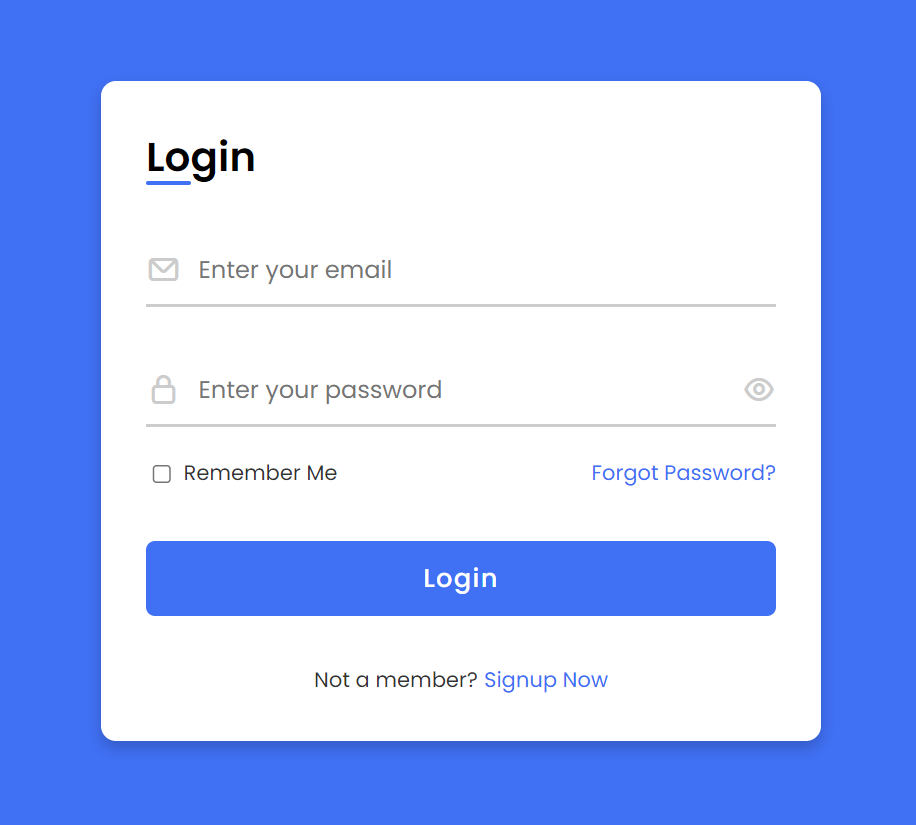 Login
Enter your email
Enter your password
Remember Me Forgot Password?
Login
Not a member? Signup Now